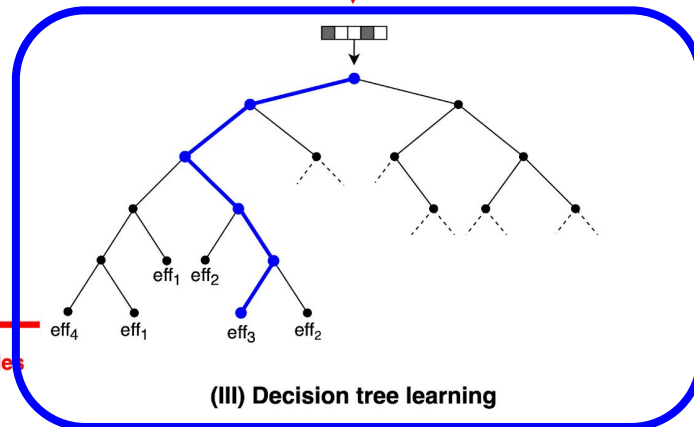 eff₁ eff₂
eff₄ eff₁ eff₃ eff₂
(III) Decision tree learning